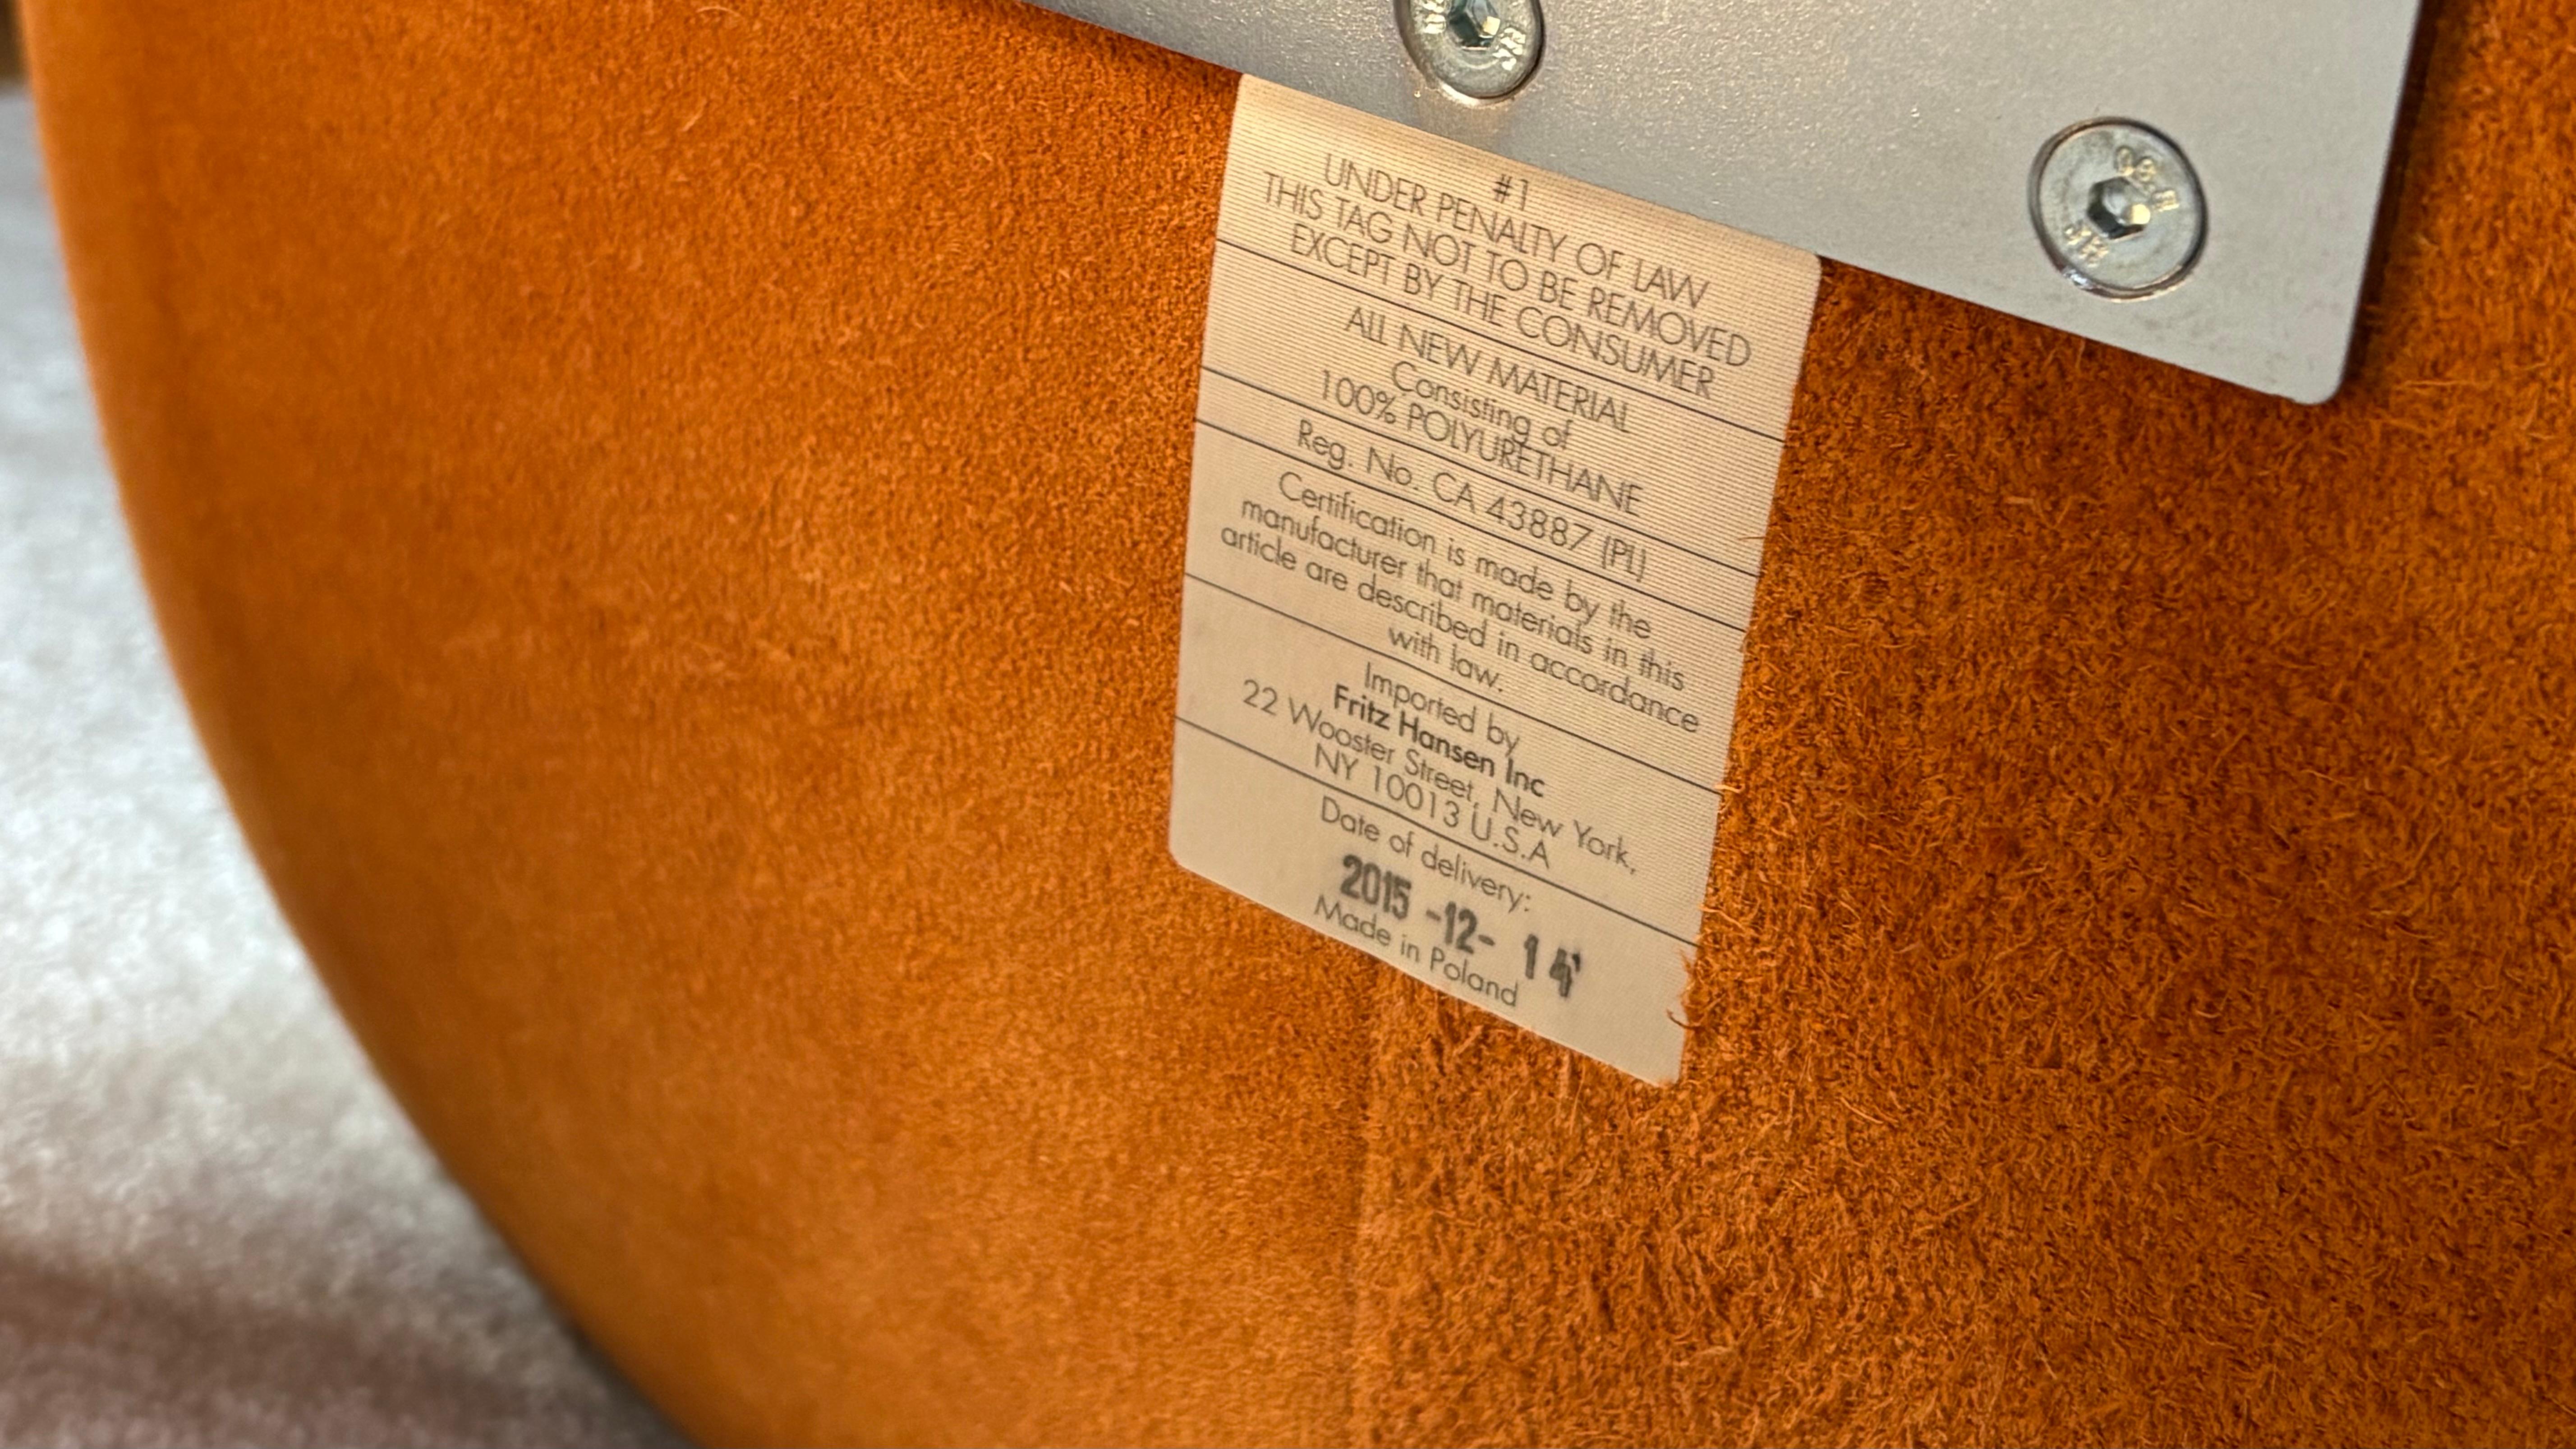 #1
UNDER PENALTY OF LAW
THIS TAG NOT TO BE REMOVED
EXCEPT BY THE CONSUMER
ALL NEW MATERIAL
Consisting of
100% POLYURETHANE
Reg. No. CA 43887 (PL)
Certification is made by the
manufacturer that materials in this
article are described in accordance
with law.
Imported by
Fritz Hansen Inc
22 Wooster Street, New York,
NY 10013 U.S.A
Date of delivery:
2015 -12- 14
Made in Poland